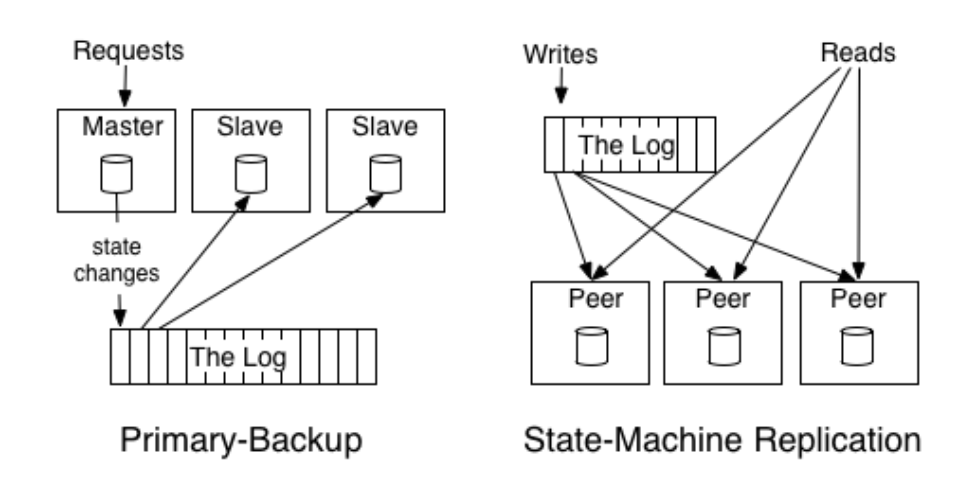 Requests
Master
Slave
Slave
state
changes
The Log
Primary-Backup
Writes
Reads
The Log
Peer
Peer
Peer
State-Machine Replication